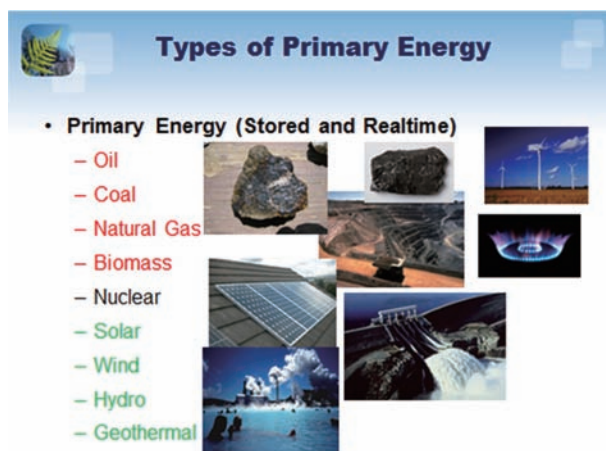 Types of Primary Energy
• Primary Energy (Stored and Realtime)
– Oil
– Coal
– Natural Gas
– Biomass
– Nuclear
– Solar
– Wind
– Hydro
– Geothermal